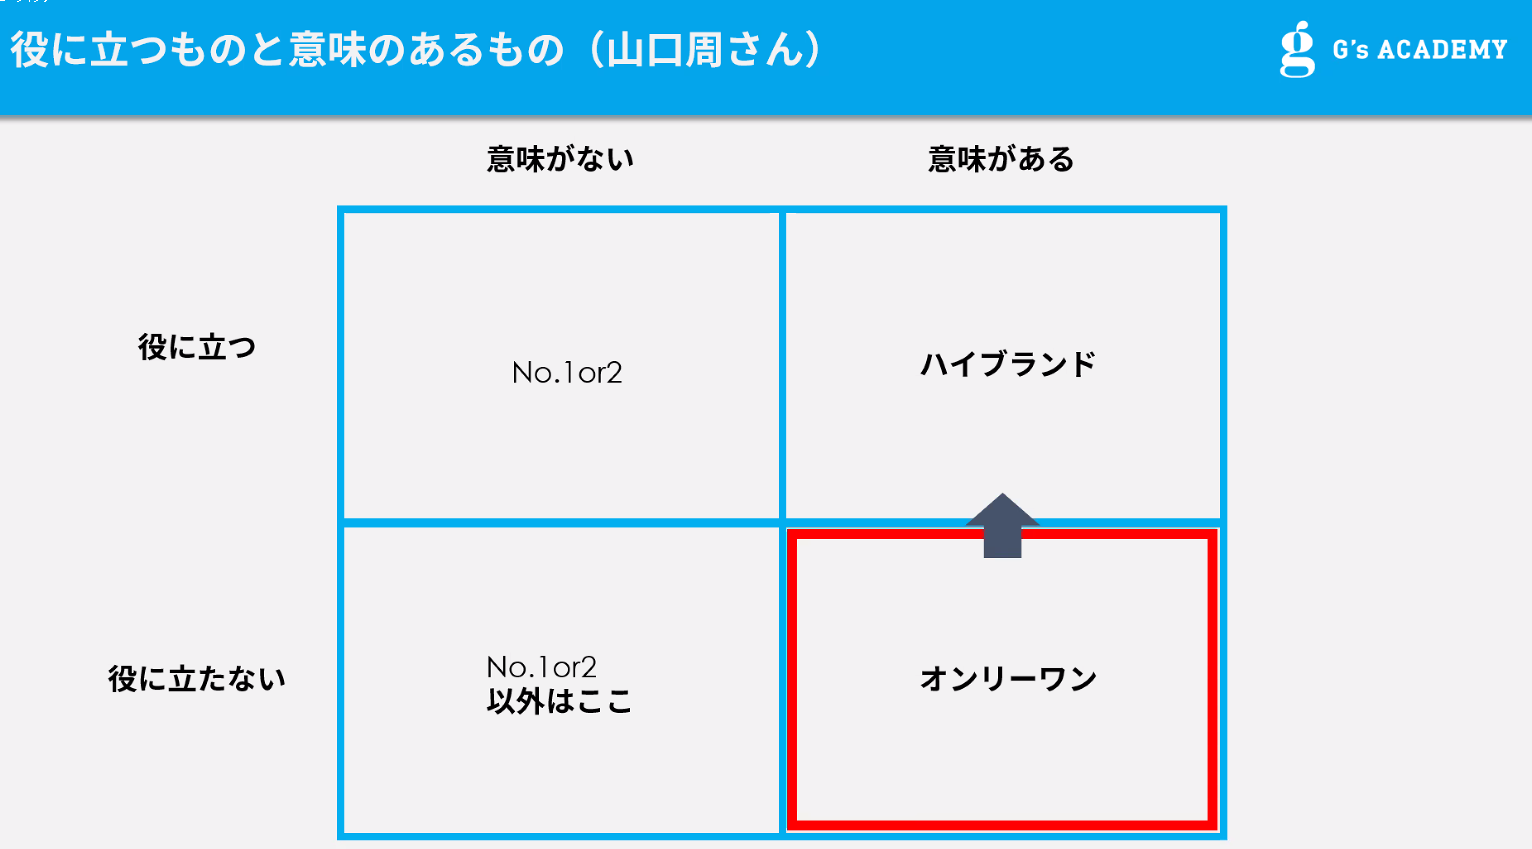 役に立つものと意味のあるもの（山口周さん）
G's ACADEMY
意味がない
意味がある
役に立つ
No.1or2
ハイブランド
役に立たない
No.1or2
以外はここ
オンリーワン